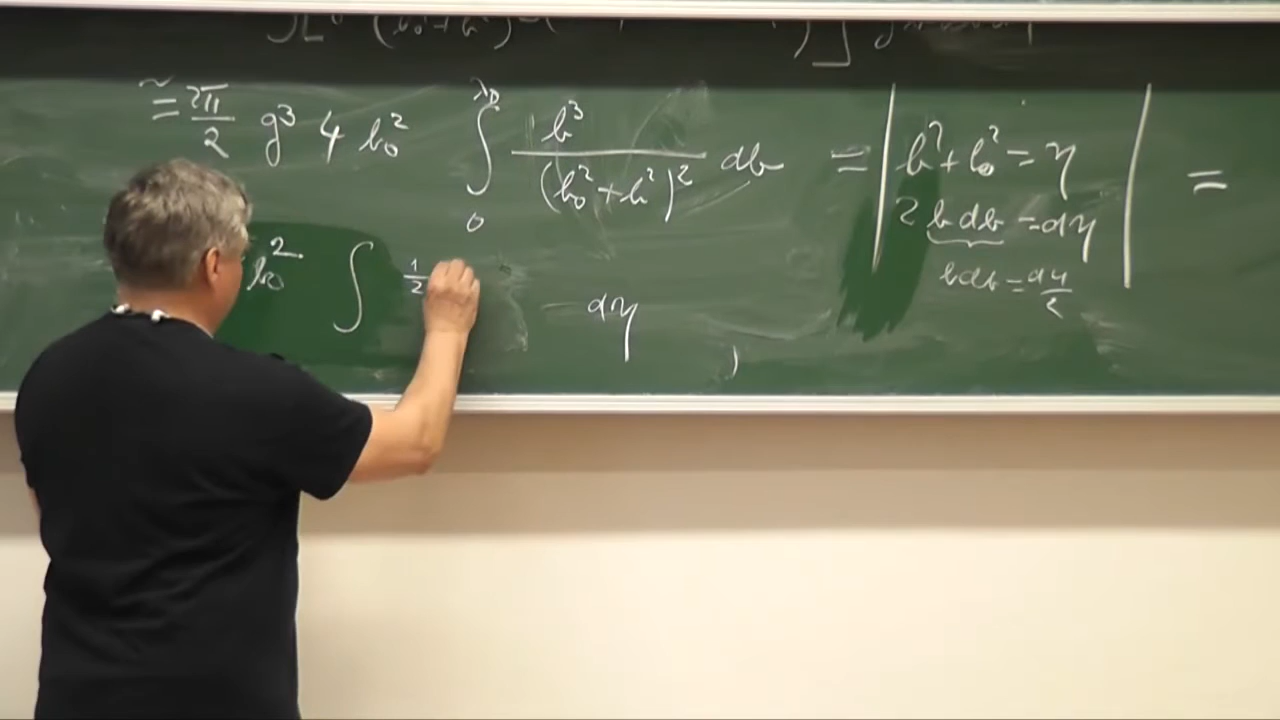 ≅ 2π/2 g³ 4 b₀² ∫₀^λD b³/(b₀²+b²)² db = | b²+b₀²=η | =
2 b db = dη
b db = dη/2
b₀² ∫ 1/2 dη